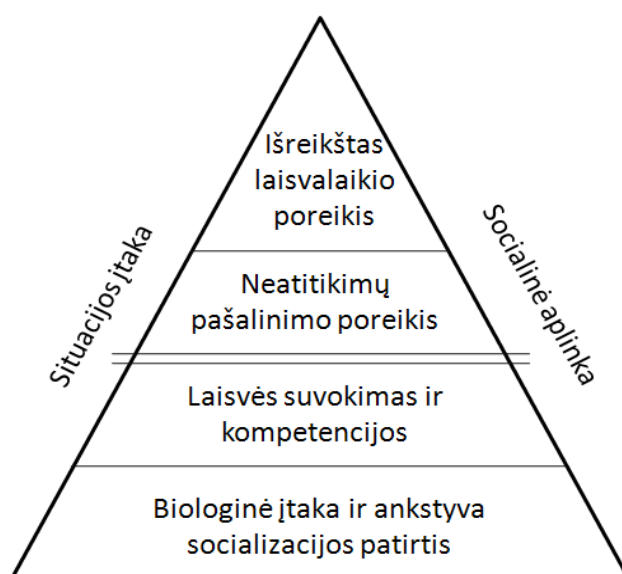 Išreikštas
laisvalaikio
poreikis
Situacijos įtaka
Socialinė aplinka
Neatitikimų
pašalinimo poreikis
Laisvės suvokimas ir
kompetencijos
Biologinė įtaka ir ankstyva
socializacijos patirtis